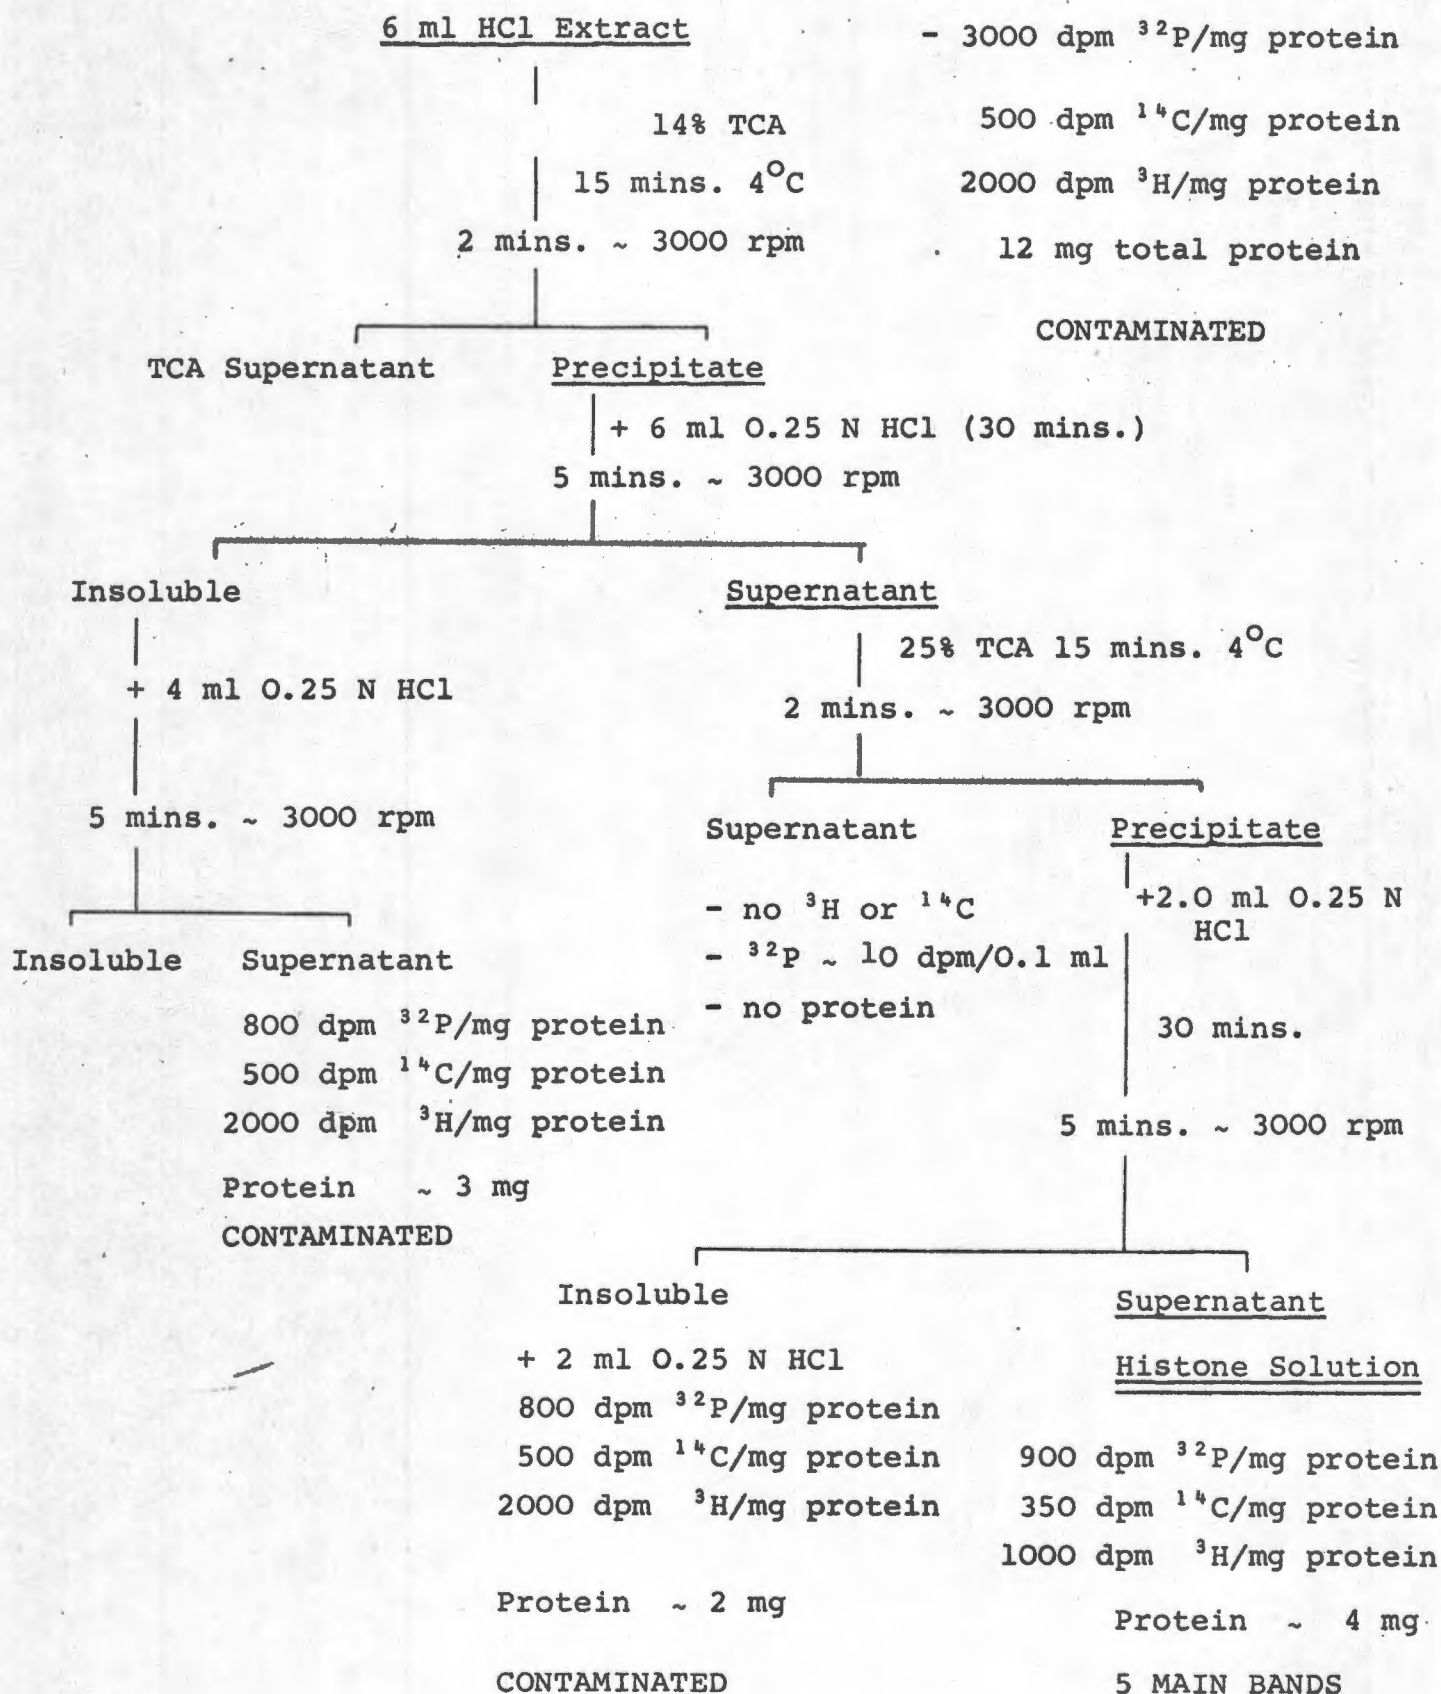 6 ml HCl Extract
- 3000 dpm ³²P/mg protein
14% TCA
500 dpm ¹⁴C/mg protein
15 mins. 4°C
2000 dpm ³H/mg protein
2 mins. ~ 3000 rpm
12 mg total protein
CONTAMINATED
TCA Supernatant
Precipitate
+ 6 ml 0.25 N HCl (30 mins.)
5 mins. ~ 3000 rpm
Insoluble
Supernatant
+ 4 ml 0.25 N HCl
25% TCA 15 mins. 4°C
2 mins. ~ 3000 rpm
5 mins. ~ 3000 rpm
Supernatant
Precipitate
- no ³H or ¹⁴C
- ³²P ~ 10 dpm/0.1 ml
- no protein
+2.0 ml 0.25 N
HCl
30 mins.
5 mins. ~ 3000 rpm
Insoluble
Supernatant
800 dpm ³²P/mg protein
500 dpm ¹⁴C/mg protein
2000 dpm ³H/mg protein
Protein ~ 3 mg
CONTAMINATED
Insoluble
+ 2 ml 0.25 N HCl
800 dpm ³²P/mg protein
500 dpm ¹⁴C/mg protein
2000 dpm ³H/mg protein
Protein ~ 2 mg
CONTAMINATED
Supernatant
Histone Solution
900 dpm ³²P/mg protein
350 dpm ¹⁴C/mg protein
1000 dpm ³H/mg protein
Protein ~ 4 mg
5 MAIN BANDS